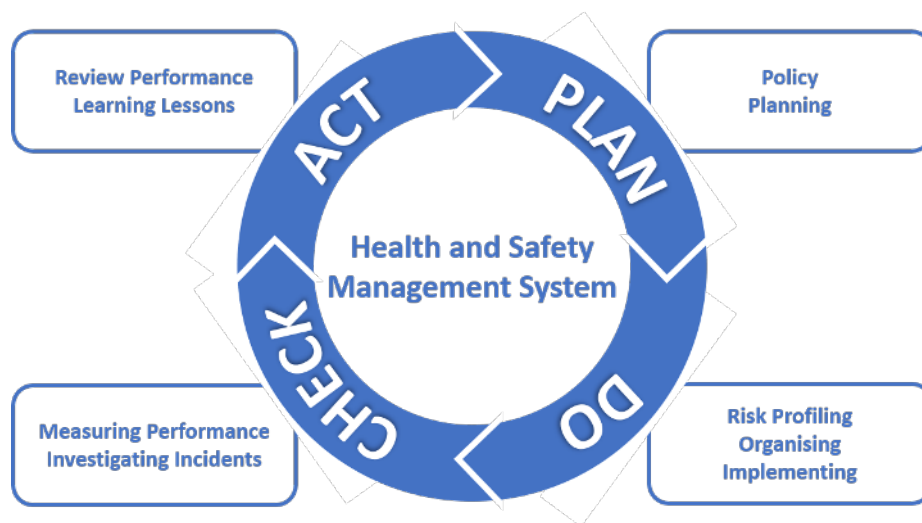 Review Performance
Learning Lessons
Policy
Planning
ACT
PLAN
Health and Safety
Management System
CHECK
DO
Measuring Performance
Investigating Incidents
Risk Profiling
Organising
Implementing